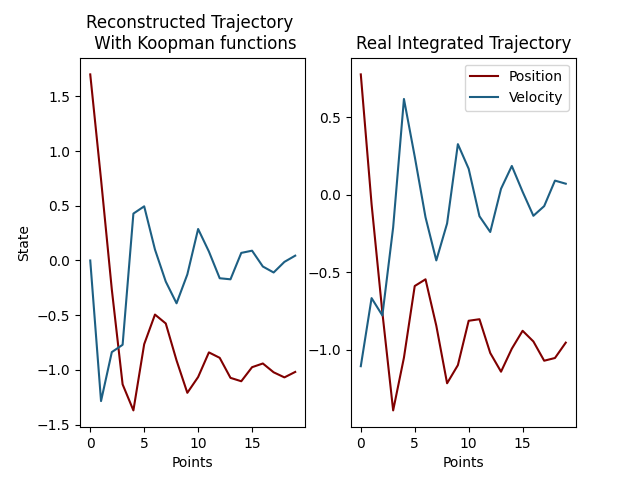 Reconstructed Trajectory
With Koopman functions
Real Integrated Trajectory
State
1.5
1.0
0.5
0.0
−0.5
−1.0
−1.5
0 5 10 15
Points
Position
Velocity
0.5
0.0
−0.5
−1.0
0 5 10 15
Points